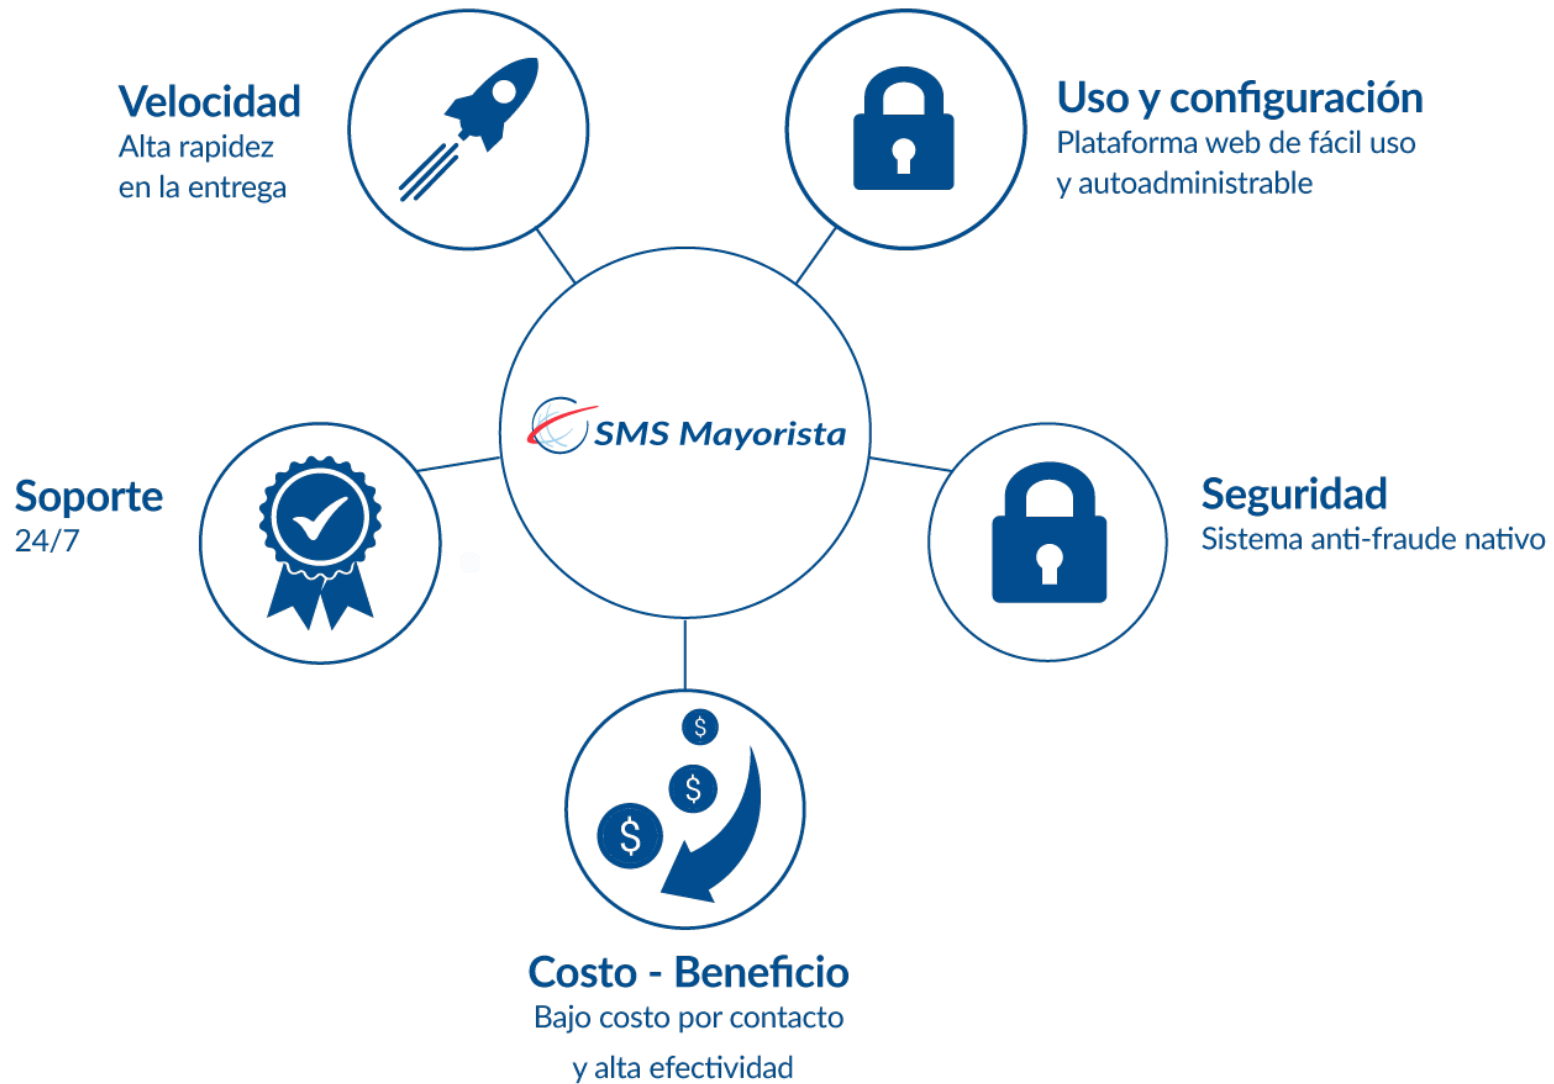 Velocidad
Alta rapidez
en la entrega
Uso y configuración
Plataforma web de fácil uso
y autoadministrable
SMS Mayorista
Soporte
24/7
Seguridad
Sistema anti-fraude nativo
$
$
$
Costo - Beneficio
Bajo costo por contacto
y alta efectividad